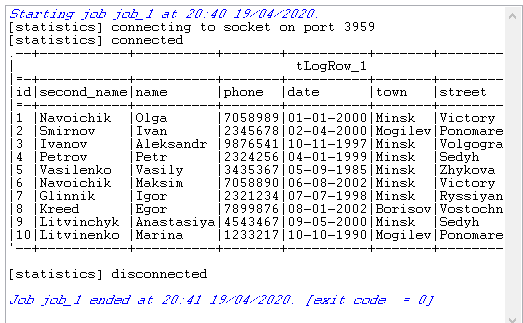 Starting job job_1 at 20:40 19/04/2020.
[statistics] connecting to socket on port 3959
[statistics] connected
.--+-----------+----------+-------+----------+-------+--------
|                                  tLogRow_1
|=-+-----------+----------+-------+----------+-------+--------
|id|second_name|name      |phone  |date      |town   |street
|=-+-----------+----------+-------+----------+-------+--------
|1 |Navoichik  |Olga      |7058989|01-01-2000|Minsk  |Victory
|2 |Smirnov    |Ivan      |2345678|02-04-2000|Mogilev|Ponomare
|3 |Ivanov     |Aleksandr |9876541|10-11-1997|Minsk  |Volgogra
|4 |Petrov     |Petr      |2324256|04-01-1999|Minsk  |Sedyh
|5 |Vasilenko  |Vasily    |3435367|05-09-1985|Minsk  |Zhykova
|6 |Navoichik  |Maksim    |7058890|06-08-2002|Minsk  |Victory
|7 |Glinnik    |Igor      |2321234|07-07-1998|Minsk  |Ryssiyan
|8 |Kreed      |Egor      |7899876|08-01-2002|Borisov|Vostochn
|9 |Litvinchyk |Anastasiya|4543467|09-05-2000|Minsk  |Sedyh
|10|Litvinenko |Marina    |1233217|10-10-1990|Mogilev|Ponomare
'--+-----------+----------+-------+----------+-------+--------
[statistics] disconnected
Job job_1 ended at 20:41 19/04/2020. [exit code  = 0]